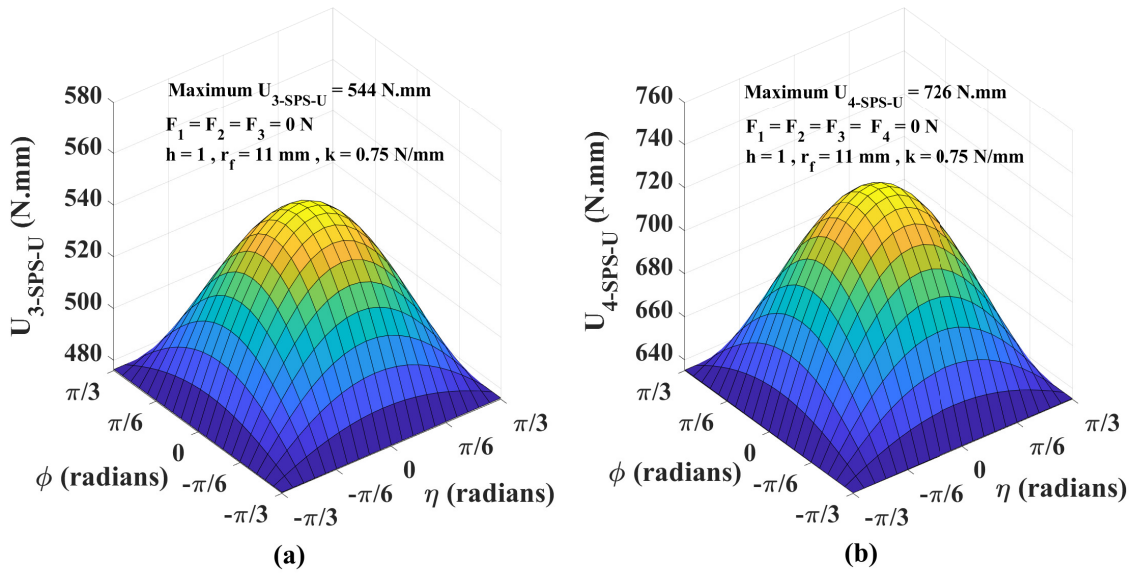 Maximum U3-SPS-U = 544 N.mm
F1 = F2 = F3 = 0 N
h = 1 , rf = 11 mm , k = 0.75 N/mm
U3-SPS-U (N.mm)
580
560
540
520
500
480
π/3
π/6
0
-π/6
-π/3
ϕ (radians)
-π/3
-π/6
0
π/6
π/3
η (radians)
(a)
Maximum U4-SPS-U = 726 N.mm
F1 = F2 = F3 = F4 = 0 N
h = 1 , rf = 11 mm , k = 0.75 N/mm
U4-SPS-U (N.mm)
760
740
720
700
680
660
640
π/3
π/6
0
-π/6
-π/3
ϕ (radians)
-π/3
-π/6
0
π/6
π/3
η (radians)
(b)